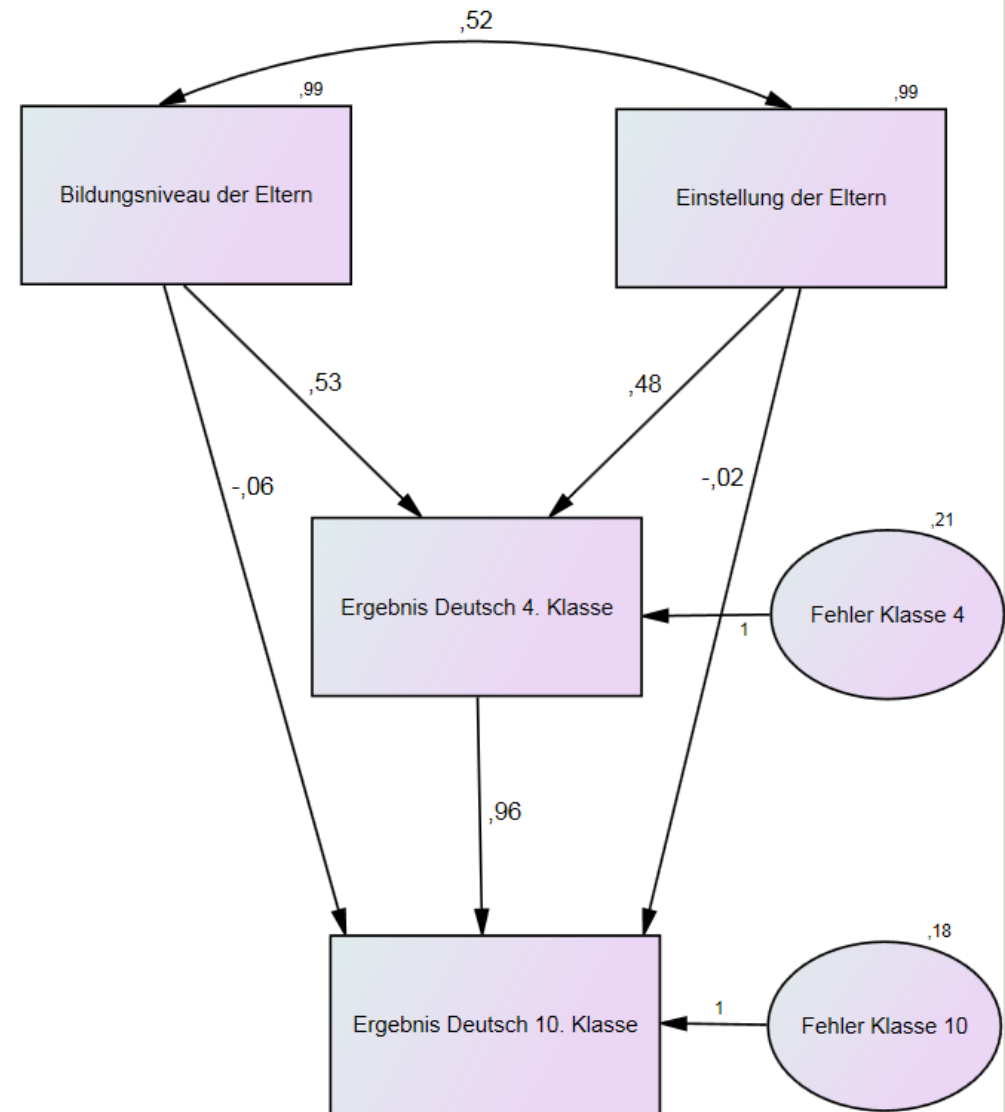 ,52
,99
,99
Bildungsniveau der Eltern
Einstellung der Eltern
,53
,48
-,06
-,02
,21
Ergebnis Deutsch 4. Klasse
Fehler Klasse 4
1
,96
,18
1
Ergebnis Deutsch 10. Klasse
Fehler Klasse 10